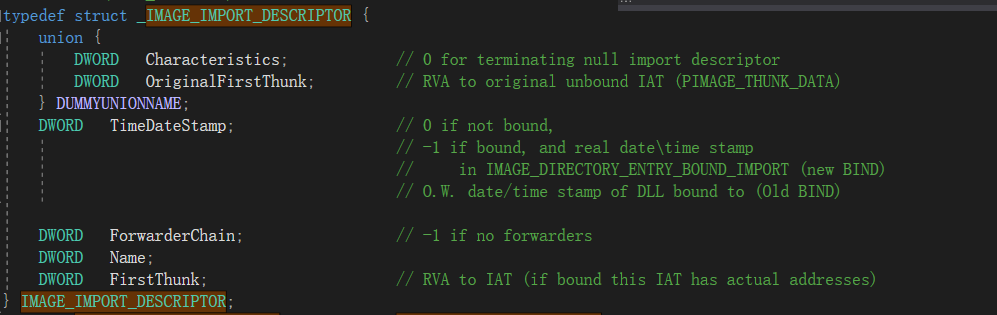 typedef struct _IMAGE_IMPORT_DESCRIPTOR {
union {
DWORD Characteristics; // 0 for terminating null import descriptor
DWORD OriginalFirstThunk; // RVA to original unbound IAT (PIMAGE_THUNK_DATA)
} DUMMYUNIONNAME;
DWORD TimeDateStamp; // 0 if not bound,
// -1 if bound, and real date\time stamp
// in IMAGE_DIRECTORY_ENTRY_BOUND_IMPORT (new BIND)
// O.W. date/time stamp of DLL bound to (Old BIND)
DWORD ForwarderChain; // -1 if no forwarders
DWORD Name;
DWORD FirstThunk; // RVA to IAT (if bound this IAT has actual addresses)
} IMAGE_IMPORT_DESCRIPTOR;